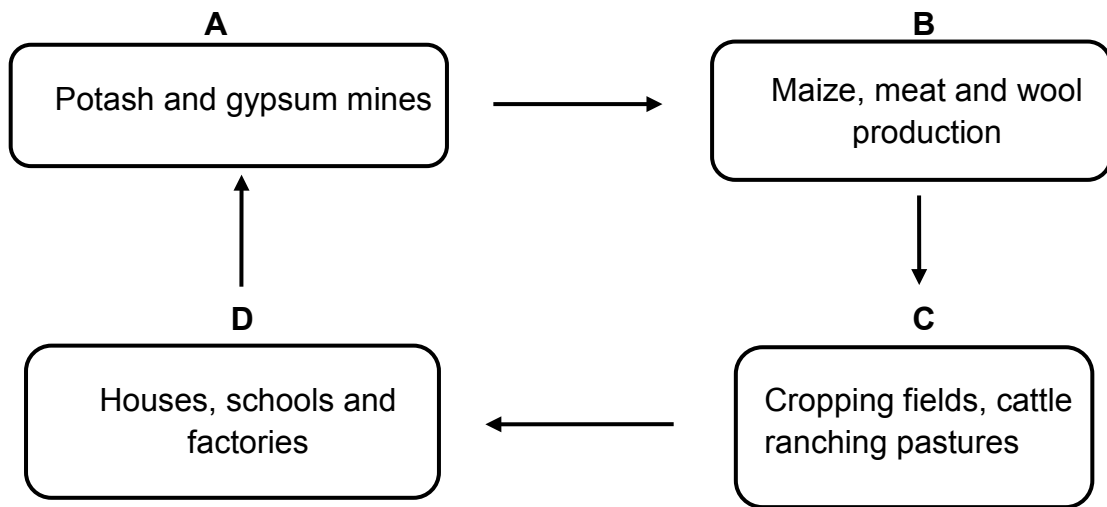 A
Potash and gypsum mines
B
Maize, meat and wool
production
C
Cropping fields, cattle
ranching pastures
D
Houses, schools and
factories